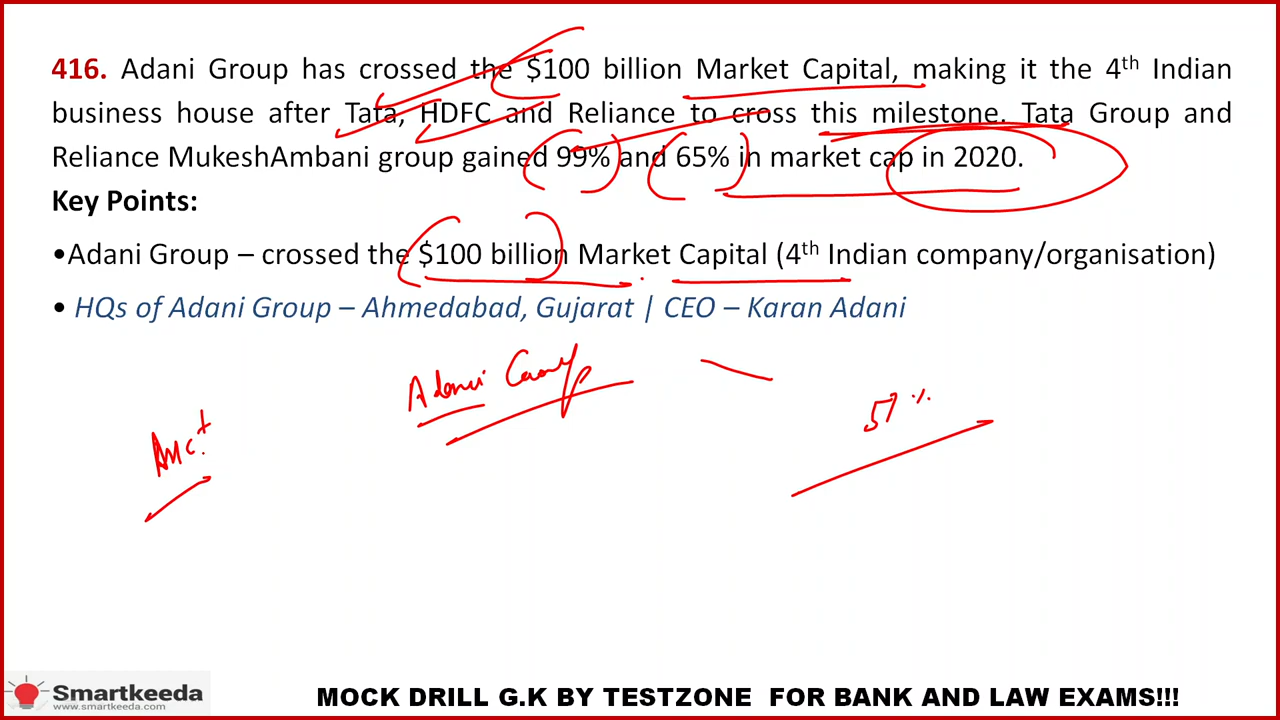 416. Adani Group has crossed the $100 billion Market Capital, making it the 4th Indian
business house after Tata, HDFC and Reliance to cross this milestone. Tata Group and
Reliance MukeshAmbani group gained 99% and 65% in market cap in 2020.
Key Points:
•Adani Group – crossed the $100 billion Market Capital (4th Indian company/organisation)
• HQs of Adani Group – Ahmedabad, Gujarat | CEO – Karan Adani
Adani
57 %
Smartkeeda
www.smartkeeda.com
MOCK DRILL G.K BY TESTZONE FOR BANK AND LAW EXAMS!!!